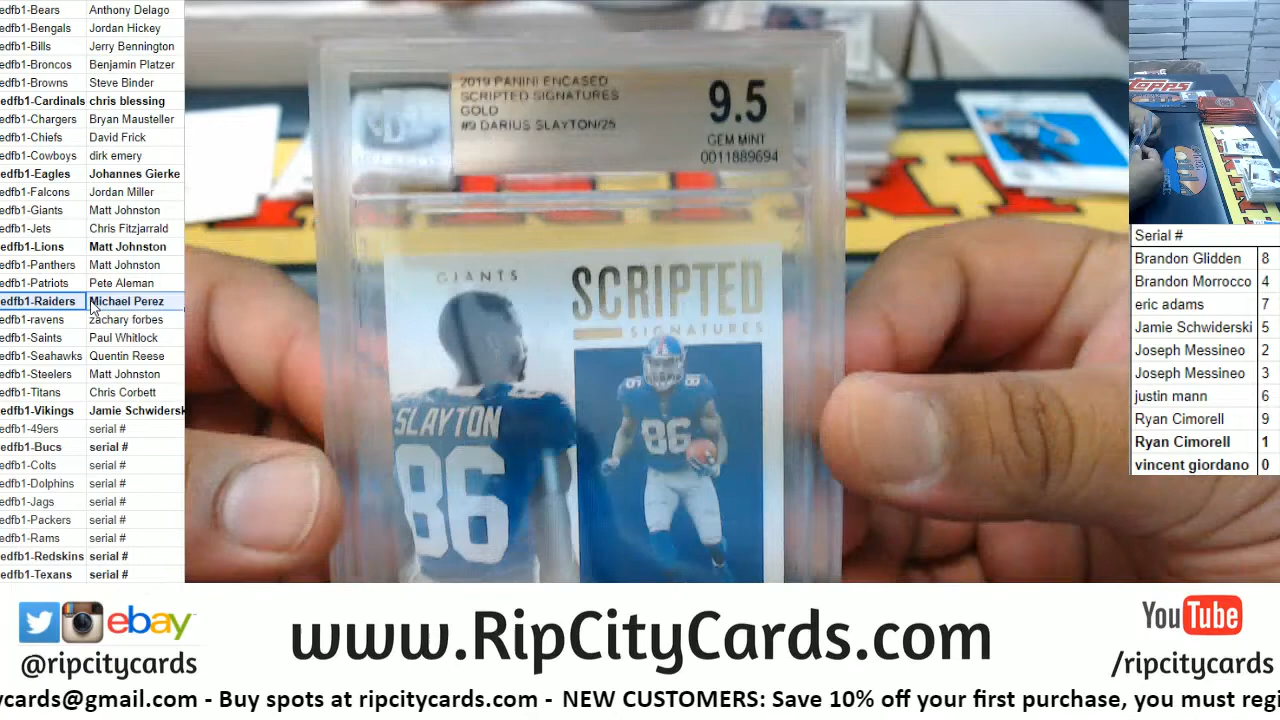 edfb1-Bears Anthony Delago
edfb1-Bengals Jordan Hickey
edfb1-Bills Jerry Bennington
edfb1-Broncos Benjamin Platzer
edfb1-Browns Steve Binder
edfb1-Cardinals chris blessing
edfb1-Chargers Bryan Mausteller
edfb1-Chiefs David Frick
edfb1-Cowboys dirk emery
edfb1-Eagles Johannes Gierke
edfb1-Falcons Jordan Miller
edfb1-Giants Matt Johnston
edfb1-Jets Chris Fitzjarrald
edfb1-Lions Matt Johnston
edfb1-Panthers Matt Johnston
edfb1-Patriots Pete Aleman
edfb1-Raiders Michael Perez
edfb1-ravens zachary forbes
edfb1-Saints Paul Whitlock
edfb1-Seahawks Quentin Reese
edfb1-Steelers Matt Johnston
edfb1-Titans Chris Corbett
edfb1-Vikings Jamie Schwidersk
edfb1-49ers serial #
edfb1-Bucs serial #
edfb1-Colts serial #
edfb1-Dolphins serial #
edfb1-Jags serial #
edfb1-Packers serial #
edfb1-Rams serial #
edfb1-Redskins serial #
edfb1-Texans serial #
2019 PANINI ENCASED
SCRIPTED SIGNATURES
GOLD
#9 DARIUS SLAYTON/25
9.5
GEM MINT
0011889694
GIANTS
SCRIPTED
SIGNATURES
SLAYTON
86
86
86
topps
Serial #
Brandon Glidden 8
Brandon Morrocco 4
eric adams 7
Jamie Schwiderski 5
Joseph Messineo 2
Joseph Messineo 3
justin mann 6
Ryan Cimorell 9
Ryan Cimorell 1
vincent giordano 0
ebay
@ripcitycards
www.RipCityCards.com
YouTube
/ripcitycards
ycards@gmail.com - Buy spots at ripcitycards.com - NEW CUSTOMERS: Save 10% off your first purchase, you must regi